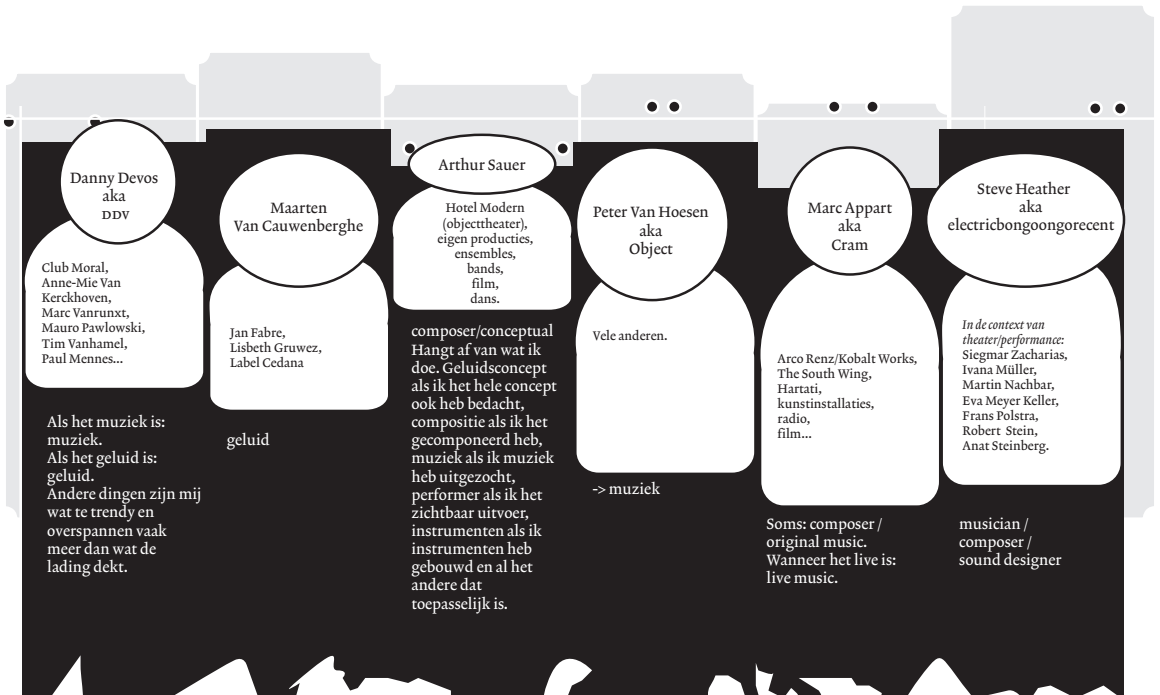 Danny Devos
aka
DDV
Club Moral,
Anne-Mie Van
Kerckhoven,
Marc Vanrunxt,
Mauro Pawlowski,
Tim Vanhamel,
Paul Mennes...
Als het muziek is:
muziek.
Als het geluid is:
geluid.
Andere dingen zijn mij
wat te trendy en
overspannen vaak
meer dan wat de
lading dekt.
Maarten
Van Cauwenberghe
Jan Fabre,
Lisbeth Gruwez,
Label Cedana
geluid
Arthur Sauer
Hotel Modern
(objecttheater),
eigen producties,
ensembles,
bands,
film,
dans.
composer/conceptual
Hangt af van wat ik
doe. Geluidsconcept
als ik het hele concept
ook heb bedacht,
compositie als ik het
gecomponeerd heb,
muziek als ik muziek
heb uitgezocht,
performer als ik het
zichtbaar uitvoer,
instrumenten als ik
instrumenten heb
gebouwd en al het
andere dat
toepasselijk is.
Peter Van Hoesen
aka
Object
Vele anderen.
-> muziek
Marc Appart
aka
Cram
Arco Renz/Kobalt Works,
The South Wing,
Hartati,
kunstinstallaties,
radio,
film...
Soms: composer /
original music.
Wanneer het live is:
live music.
Steve Heather
aka
electricbongoongorecent
In de context van
theater/performance:
Siegmar Zacharias,
Ivana Müller,
Martin Nachbar,
Eva Meyer Keller,
Frans Polstra,
Robert Stein,
Anat Steinberg.
musician /
composer /
sound designer